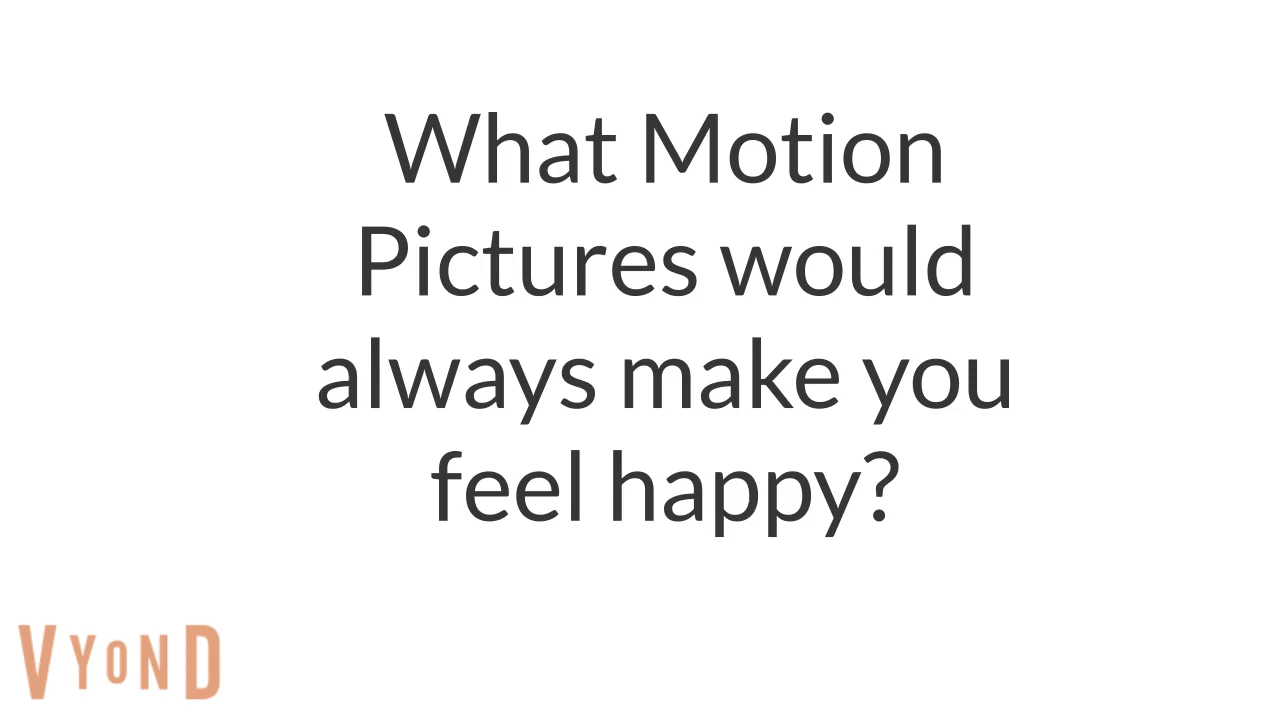 What Motion
Pictures would
always make you
feel happy?
VYOND